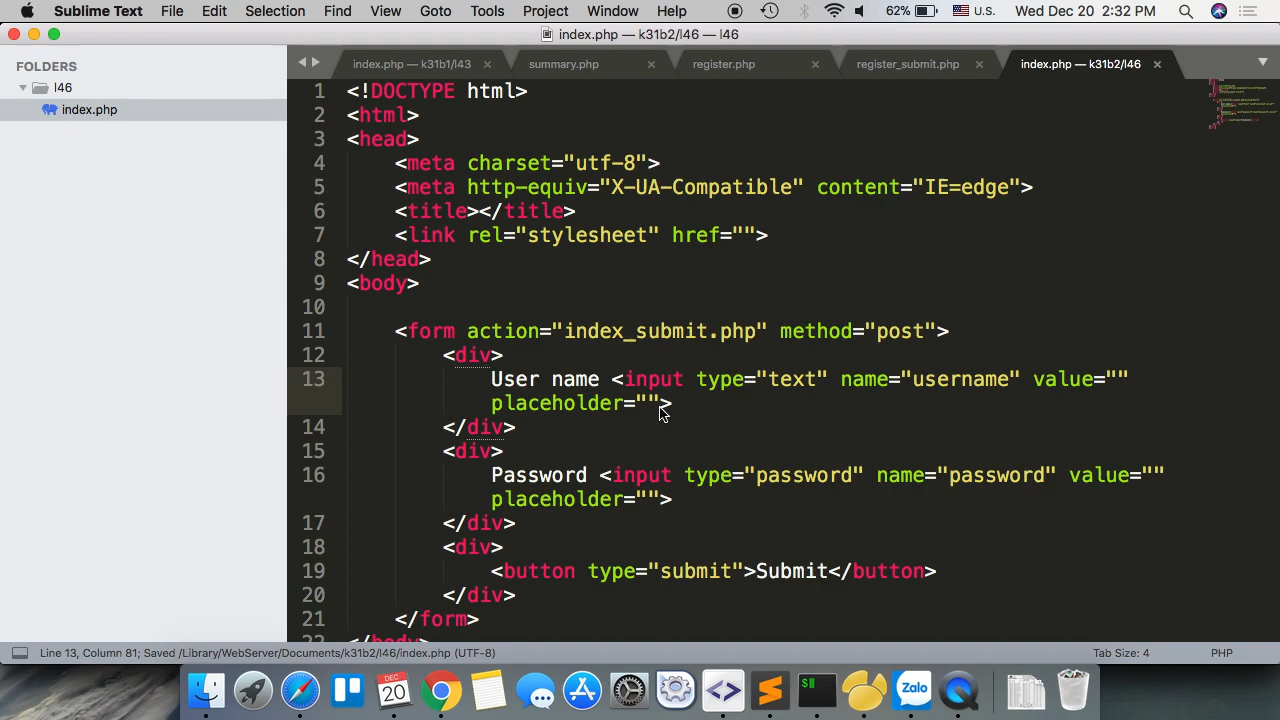 Sublime Text File Edit Selection Find View Goto Tools Project Window Help 62% U.S. Wed Dec 20 2:32 PM
index.php — k31b2/l46 — l46
FOLDERS
l46
index.php
index.php — k31b1/l43 summary.php register.php register_submit.php index.php — k31b2/l46
1 <!DOCTYPE html>
2 <html>
3 <head>
4 <meta charset="utf-8">
5 <meta http-equiv="X-UA-Compatible" content="IE=edge">
6 <title></title>
7 <link rel="stylesheet" href="">
8 </head>
9 <body>
10
11 <form action="index_submit.php" method="post">
12 <div>
13 User name <input type="text" name="username" value=""
placeholder="">
14 </div>
15 <div>
16 Password <input type="password" name="password" value=""
placeholder="">
17 </div>
18 <div>
19 <button type="submit">Submit</button>
20 </div>
21 </form>
22 </body>
Line 13, Column 81; Saved /Library/WebServer/Documents/k31b2/l46/index.php (UTF-8) Tab Size: 4 PHP
DEC
20
Zalo